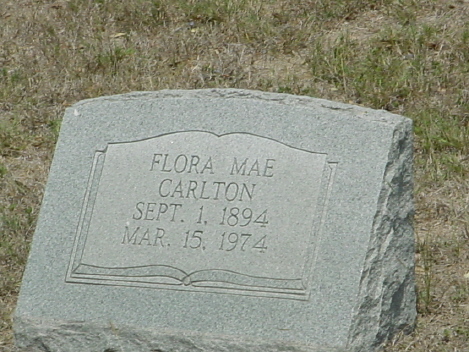 FLORA MAE
CARLTON
SEPT. 1, 1894
MAR. 15, 1974